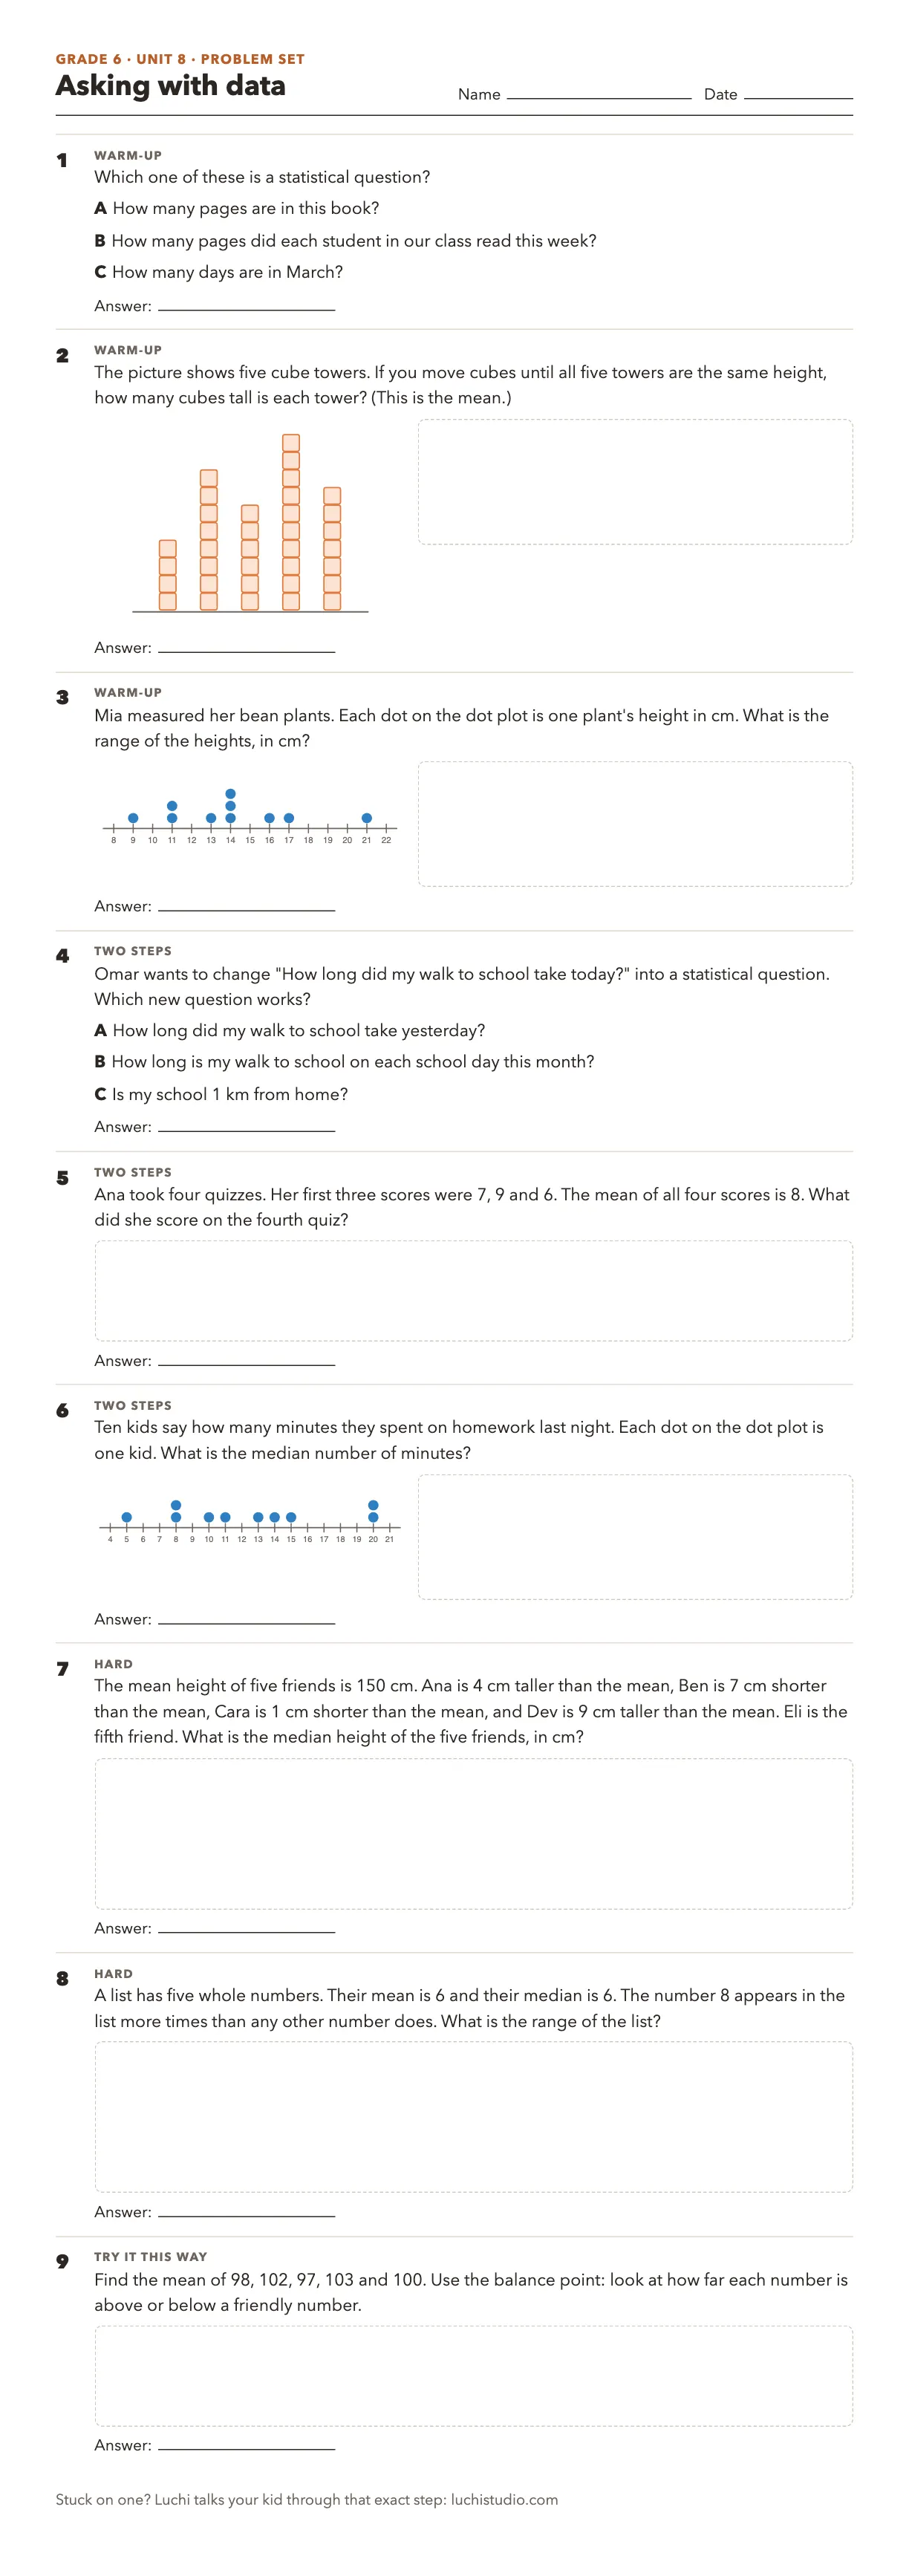 GRADE 6 · UNIT 8 · PROBLEM SET
Asking with data
Name Date
1
WARM-UP
Which one of these is a statistical question?
A How many pages are in this book?
B How many pages did each student in our class read this week?
C How many days are in March?
Answer:
2
WARM-UP
The picture shows five cube towers. If you move cubes until all five towers are the same height,
how many cubes tall is each tower? (This is the mean.)
Answer:
3
WARM-UP
Mia measured her bean plants. Each dot on the dot plot is one plant's height in cm. What is the
range of the heights, in cm?
8 9 10 11 12 13 14 15 16 17 18 19 20 21 22
Answer:
4
TWO STEPS
Omar wants to change "How long did my walk to school take today?" into a statistical question.
Which new question works?
A How long did my walk to school take yesterday?
B How long is my walk to school on each school day this month?
C Is my school 1 km from home?
Answer:
5
TWO STEPS
Ana took four quizzes. Her first three scores were 7, 9 and 6. The mean of all four scores is 8. What
did she score on the fourth quiz?
Answer:
6
TWO STEPS
Ten kids say how many minutes they spent on homework last night. Each dot on the dot plot is
one kid. What is the median number of minutes?
4 5 6 7 8 9 10 11 12 13 14 15 16 17 18 19 20 21
Answer:
7
HARD
The mean height of five friends is 150 cm. Ana is 4 cm taller than the mean, Ben is 7 cm shorter
than the mean, Cara is 1 cm shorter than the mean, and Dev is 9 cm taller than the mean. Eli is the
fifth friend. What is the median height of the five friends, in cm?
Answer:
8
HARD
A list has five whole numbers. Their mean is 6 and their median is 6. The number 8 appears in the
list more times than any other number does. What is the range of the list?
Answer:
9
TRY IT THIS WAY
Find the mean of 98, 102, 97, 103 and 100. Use the balance point: look at how far each number is
above or below a friendly number.
Answer:
Stuck on one? Luchi talks your kid through that exact step: luchistudio.com